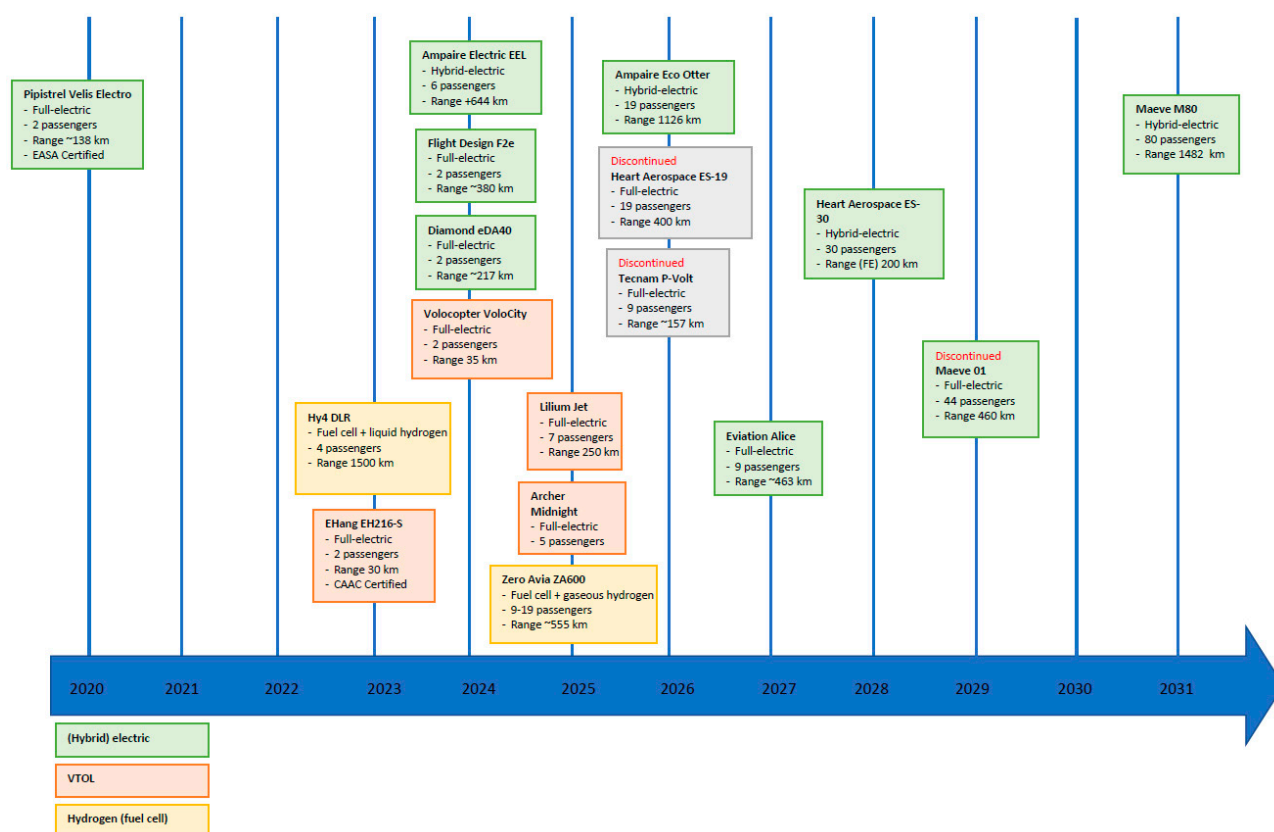 Pipistrel Velis Electro
- Full-electric
- 2 passengers
- Range ~138 km
- EASA Certified
Ampaire Electric EEL
- Hybrid-electric
- 6 passengers
- Range +644 km
Flight Design F2e
- Full-electric
- 2 passengers
- Range ~380 km
Diamond eDA40
- Full-electric
- 2 passengers
- Range ~217 km
Volocopter VoloCity
- Full-electric
- 2 passengers
- Range 35 km
Hy4 DLR
- Fuel cell + liquid hydrogen
- 4 passengers
- Range 1500 km
EHang EH216-S
- Full-electric
- 2 passengers
- Range 30 km
- CAAC Certified
Lilium Jet
- Full-electric
- 7 passengers
- Range 250 km
Archer
Midnight
- Full-electric
- 5 passengers
Zero Avia ZA600
- Fuel cell + gaseous hydrogen
- 9-19 passengers
- Range ~555 km
Ampaire Eco Otter
- Hybrid-electric
- 19 passengers
- Range 1126 km
Discontinued
Heart Aerospace ES-19
- Full-electric
- 19 passengers
- Range 400 km
Discontinued
Tecnam P-Volt
- Full-electric
- 9 passengers
- Range ~157 km
Eviation Alice
- Full-electric
- 9 passengers
- Range ~463 km
Heart Aerospace ES-
30
- Hybrid-electric
- 30 passengers
- Range (FE) 200 km
Discontinued
Maeve 01
- Full-electric
- 44 passengers
- Range 460 km
Maeve M80
- Hybrid-electric
- 80 passengers
- Range 1482 km
2020 2021 2022 2023 2024 2025 2026 2027 2028 2029 2030 2031
(Hybrid) electric
VTOL
Hydrogen (fuel cell)